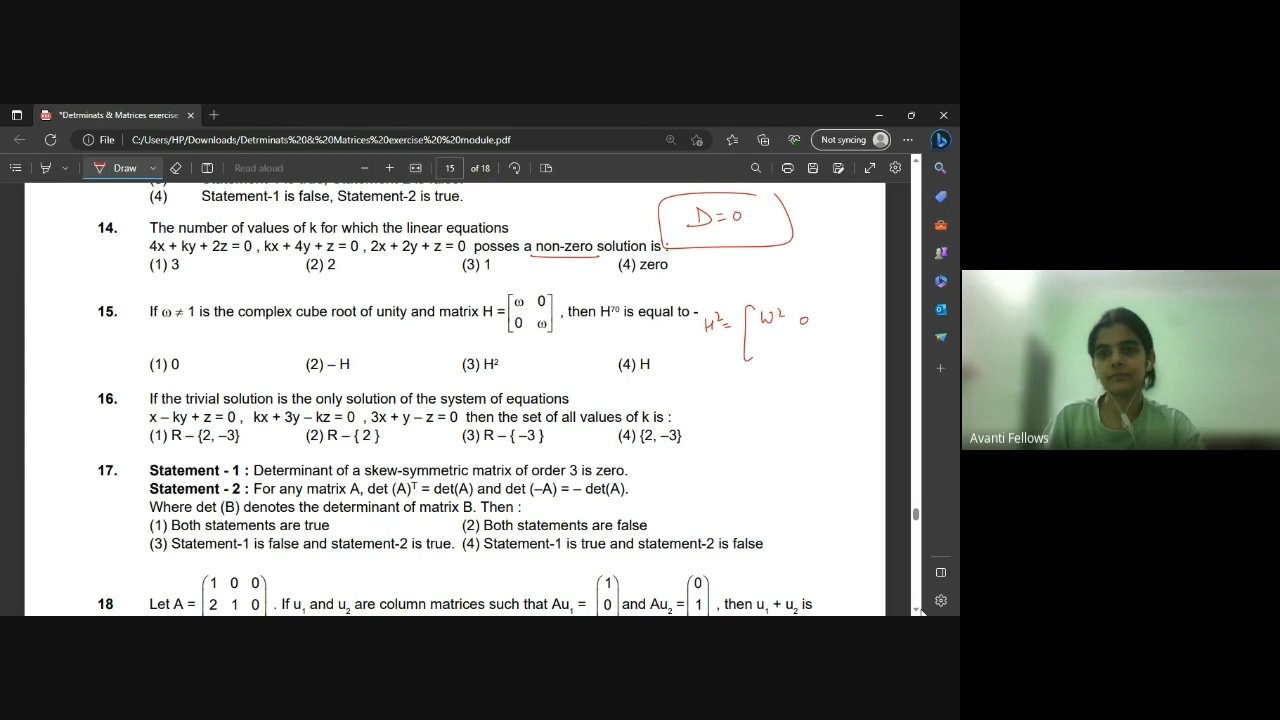 *Detrminats & Matrices exercise
File C:/Users/HP/Downloads/Detrminats%20&%20Matrices%20exercise%20%20module.pdf Not syncing
Draw Read aloud 15 of 18
(4) Statement-1 is false, Statement-2 is true.
D=0
14. The number of values of k for which the linear equations
4x + ky + 2z = 0 , kx + 4y + z = 0 , 2x + 2y + z = 0 posses a non-zero solution is :
(1) 3 (2) 2 (3) 1 (4) zero
15. If ω ≠ 1 is the complex cube root of unity and matrix H = [ω 0 0 ω] , then H⁷⁰ is equal to -
H² = [ W² 0
(1) 0 (2) – H (3) H² (4) H
16. If the trivial solution is the only solution of the system of equations
x – ky + z = 0 , kx + 3y – kz = 0 , 3x + y – z = 0 then the set of all values of k is :
(1) R – {2, –3} (2) R – { 2 } (3) R – { –3 } (4) {2, –3}
17. Statement - 1 : Determinant of a skew-symmetric matrix of order 3 is zero.
Statement - 2 : For any matrix A, det (A)ᵀ = det(A) and det (–A) = – det(A).
Where det (B) denotes the determinant of matrix B. Then :
(1) Both statements are true (2) Both statements are false
(3) Statement-1 is false and statement-2 is true. (4) Statement-1 is true and statement-2 is false
1 0 0 1 0
18 Let A = 2 1 0 . If u₁ and u₂ are column matrices such that Au₁ = 0 and Au₂ = 1 , then u₁ + u₂ is
Avanti Fellows